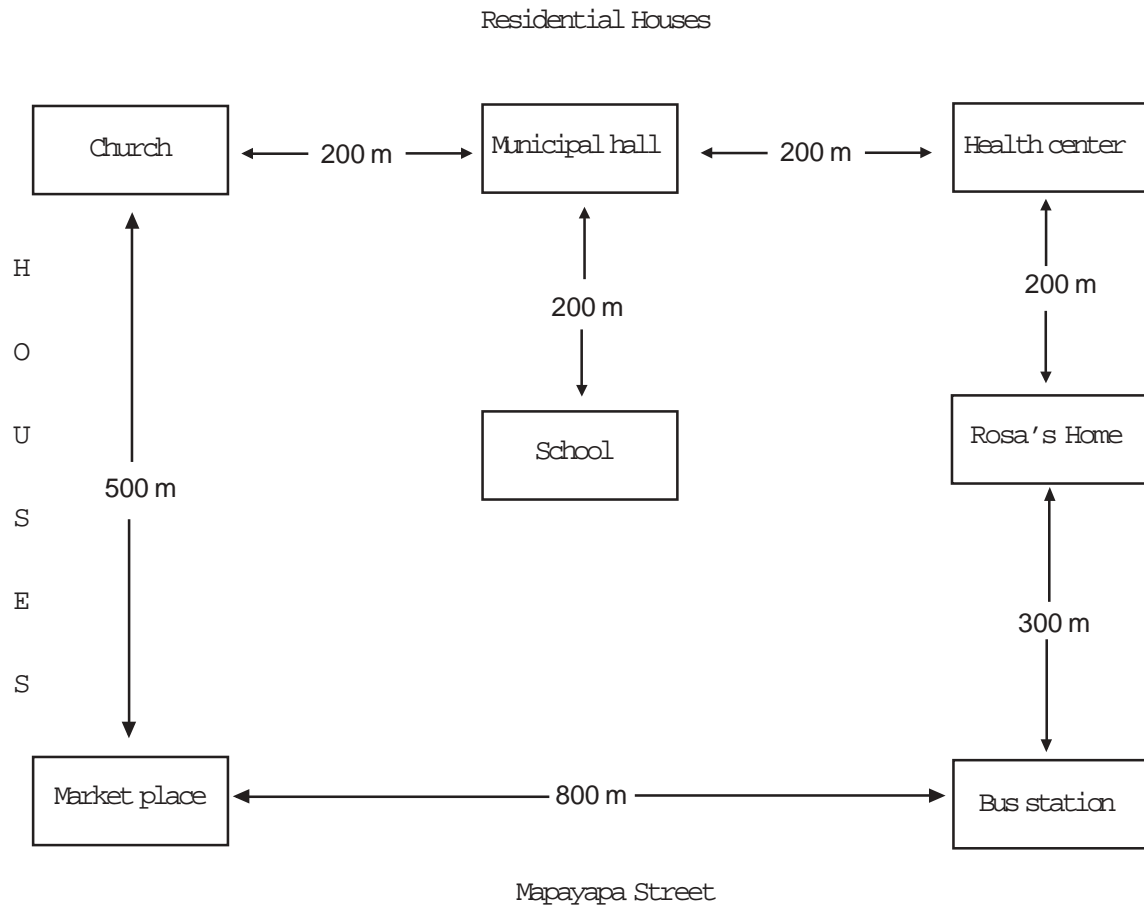 Residential Houses
Church
200 m
Municipal hall
200 m
Health center
H
O
U
S
E
S
200 m
200 m
School
Rosa's Home
500 m
300 m
Market place
800 m
Bus station
Mapayapa Street